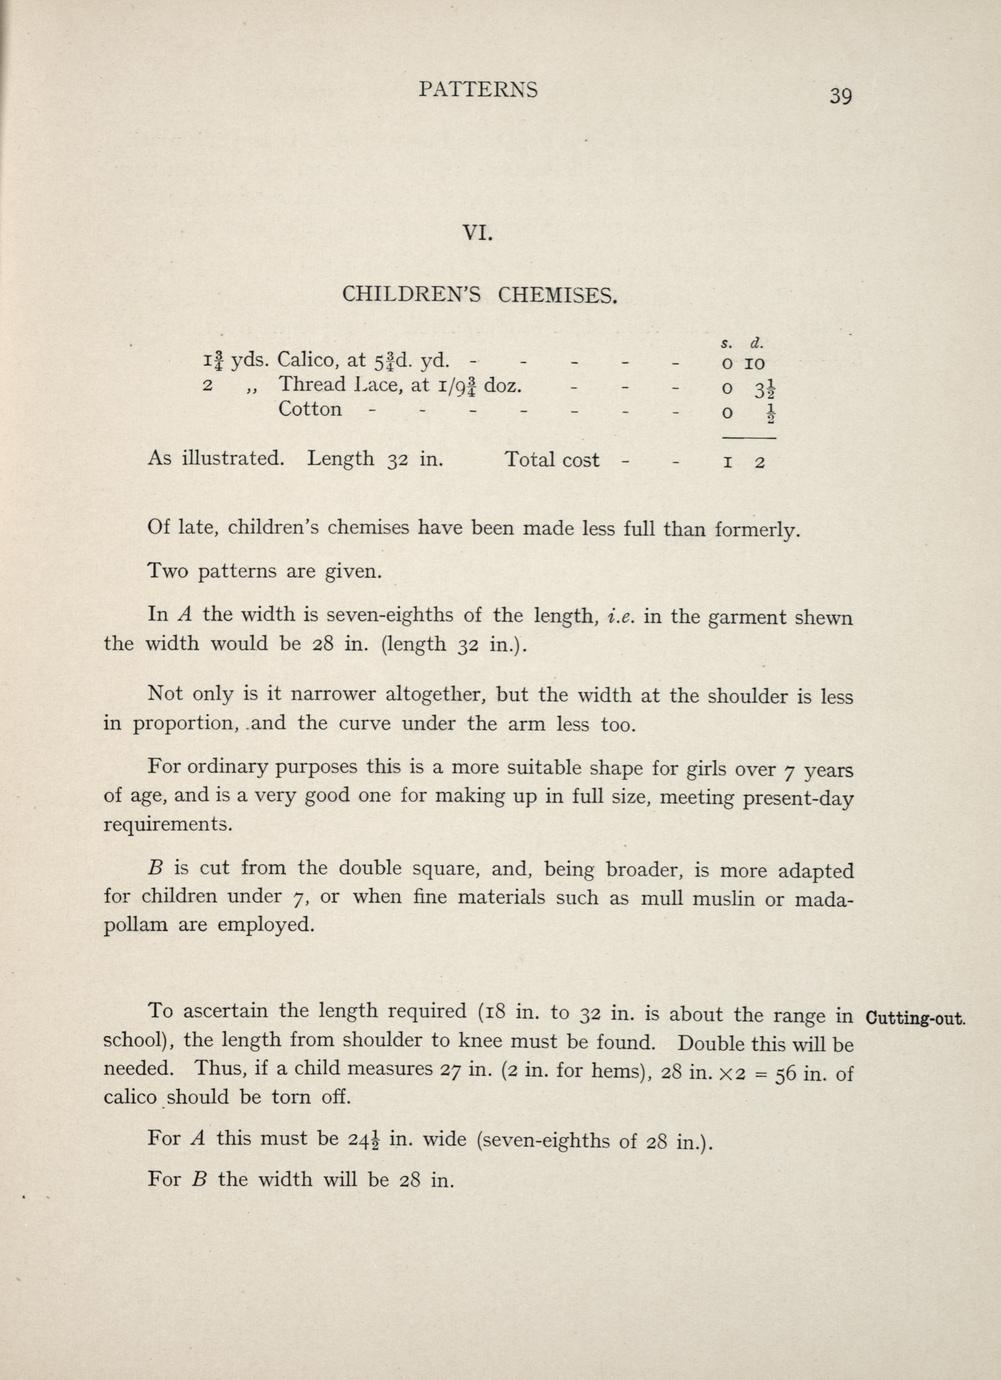 PATTERNS
39
VI.
CHILDREN'S CHEMISES.
s. d.
1¾ yds. Calico, at 5¾d. yd. - - - - - 0 10
2 ,, Thread Lace, at 1/9¾ doz. - - - 0 3½
Cotton - - - - - - - 0 ½
As illustrated. Length 32 in. Total cost - - 1 2
Of late, children's chemises have been made less full than formerly.
Two patterns are given.
In A the width is seven-eighths of the length, i.e. in the garment shewn
the width would be 28 in. (length 32 in.).
Not only is it narrower altogether, but the width at the shoulder is less
in proportion, and the curve under the arm less too.
For ordinary purposes this is a more suitable shape for girls over 7 years
of age, and is a very good one for making up in full size, meeting present-day
requirements.
B is cut from the double square, and, being broader, is more adapted
for children under 7, or when fine materials such as mull muslin or mada-
pollam are employed.
To ascertain the length required (18 in. to 32 in. is about the range in
Cutting-out.
school), the length from shoulder to knee must be found. Double this will be
needed. Thus, if a child measures 27 in. (2 in. for hems), 28 in. ×2 = 56 in. of
calico should be torn off.
For A this must be 24½ in. wide (seven-eighths of 28 in.).
For B the width will be 28 in.